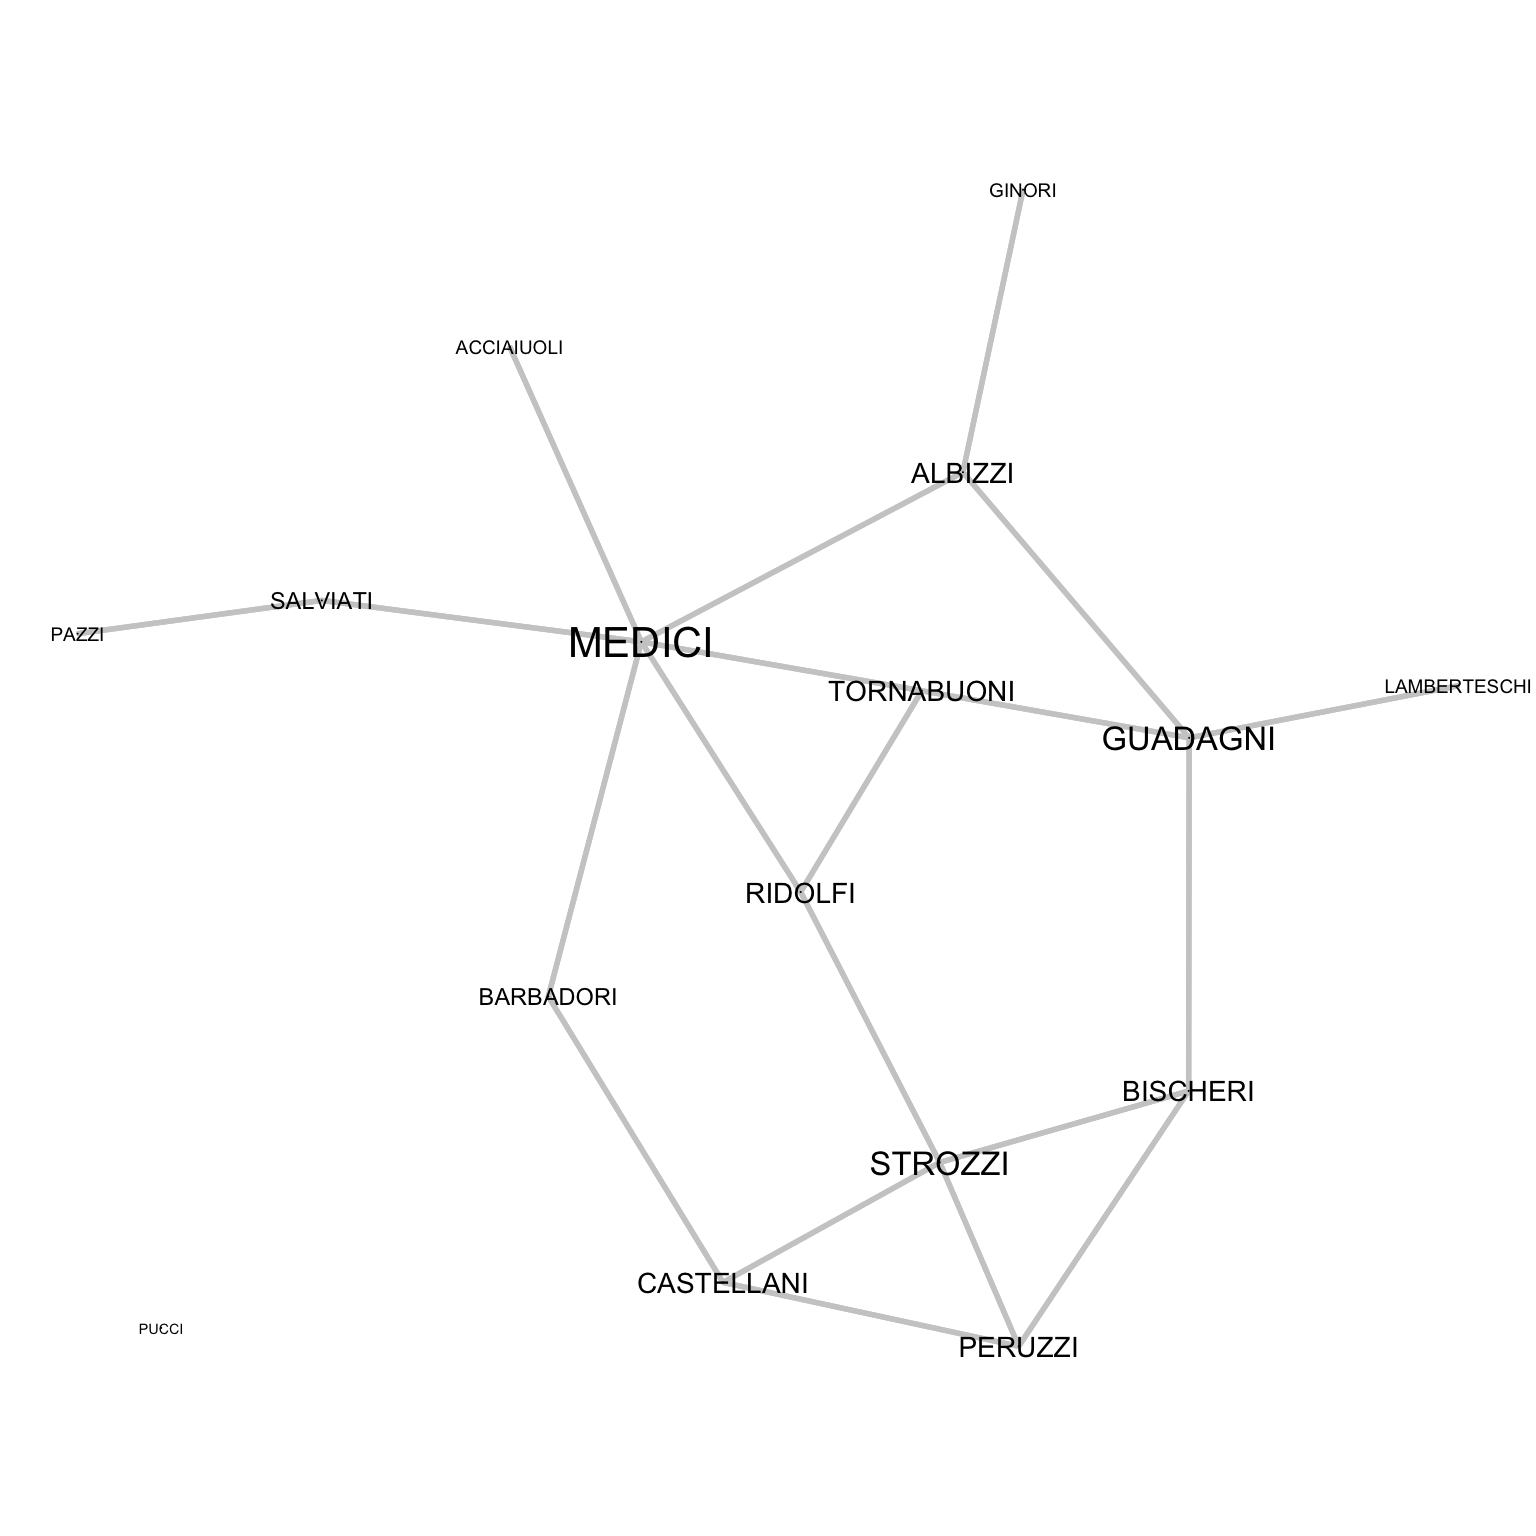 GINORI
ACCIAIUOLI
ALBIZZI
SALVIATI
PAZZI
MEDICI
TORNABUONI
LAMBERTESCHI
GUADAGNI
RIDOLFI
BARBADORI
BISCHERI
STROZZI
CASTELLANI
PUCCI
PERUZZI